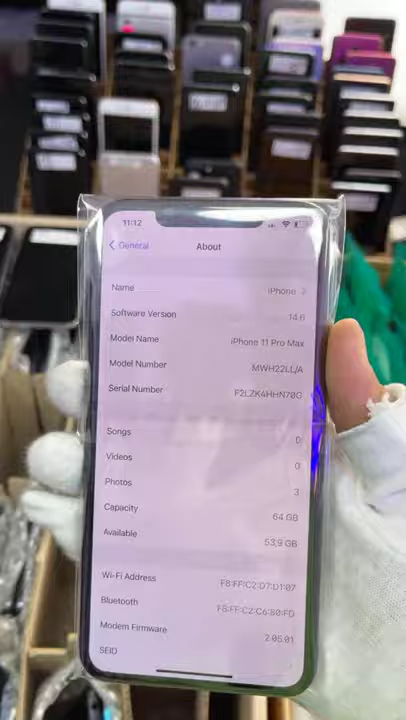 11:12
General
About
Name iPhone
Software Version 14.6
Model Name iPhone 11 Pro Max
Model Number MWH22LL/A
Serial Number F2LZK4HHN70G
Songs 0
Videos 0
Photos 3
Capacity 64 GB
Available 53,9 GB
Wi-Fi Address F8:FF:C2:D7:D1:07
Bluetooth F8:FF:C2:C6:80:FD
Modem Firmware 2.05.01
SEID